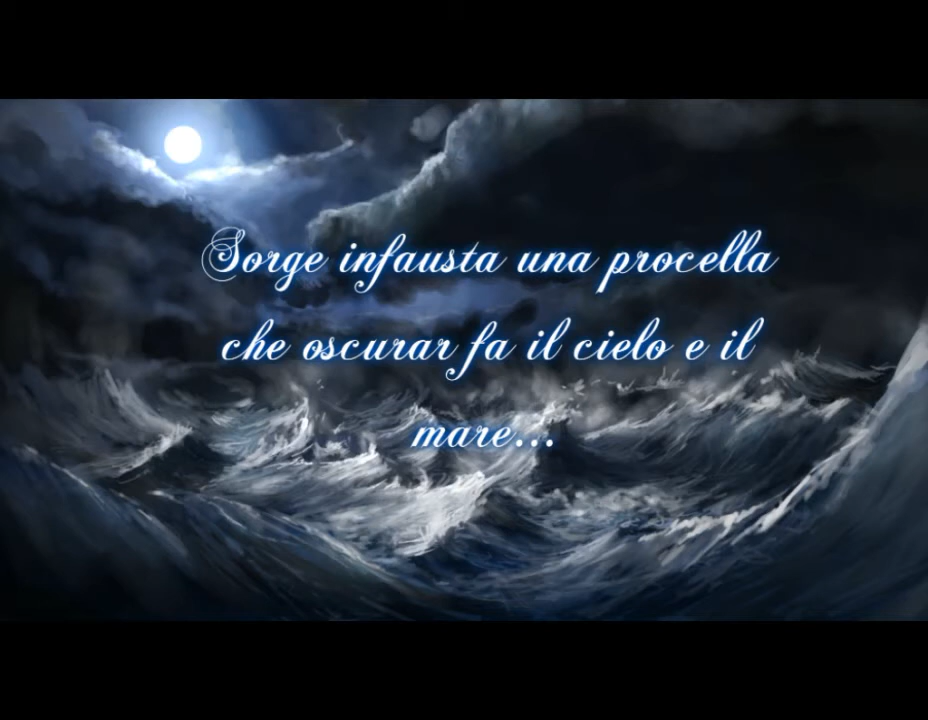 Sorge infausta una procella
che oscurar fa il cielo e il
mare...